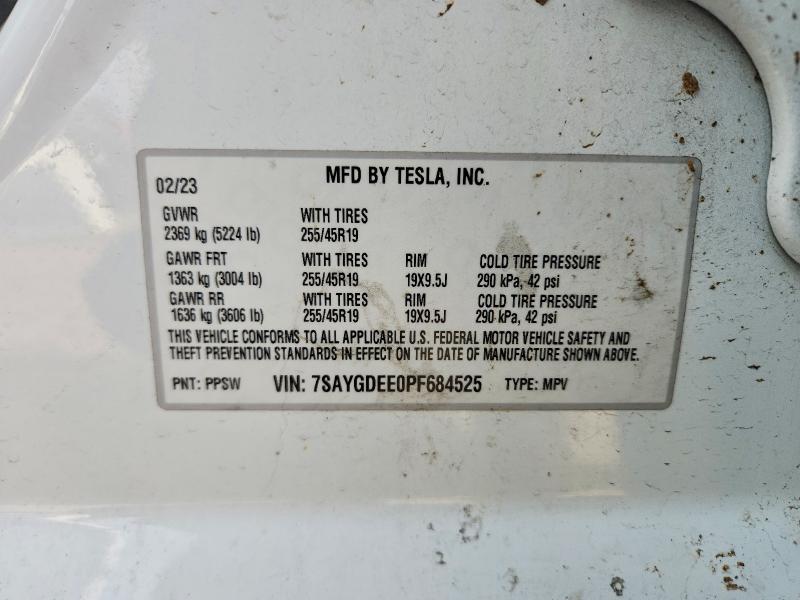 MFD BY TESLA, INC.
02/23
GVWR WITH TIRES
2369 kg (5224 lb) 255/45R19
GAWR FRT WITH TIRES RIM COLD TIRE PRESSURE
1363 kg (3004 lb) 255/45R19 19X9.5J 290 kPa, 42 psi
GAWR RR WITH TIRES RIM COLD TIRE PRESSURE
1636 kg (3606 lb) 255/45R19 19X9.5J 290 kPa, 42 psi
THIS VEHICLE CONFORMS TO ALL APPLICABLE U.S. FEDERAL MOTOR VEHICLE SAFETY AND
THEFT PREVENTION STANDARDS IN EFFECT ON THE DATE OF MANUFACTURE SHOWN ABOVE.
PNT: PPSW VIN: 7SAYGDEE0PF684525 TYPE: MPV